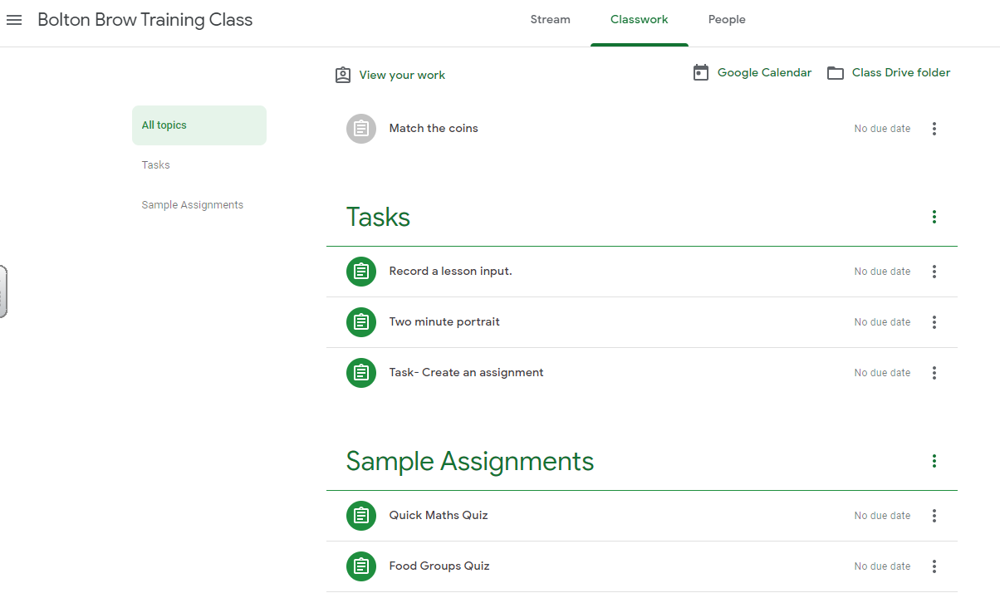 Bolton Brow Training Class
Stream Classwork People
View your work Google Calendar Class Drive folder
All topics
Tasks
Sample Assignments
Match the coins No due date
Tasks
Record a lesson input. No due date
Two minute portrait No due date
Task- Create an assignment No due date
Sample Assignments
Quick Maths Quiz No due date
Food Groups Quiz No due date